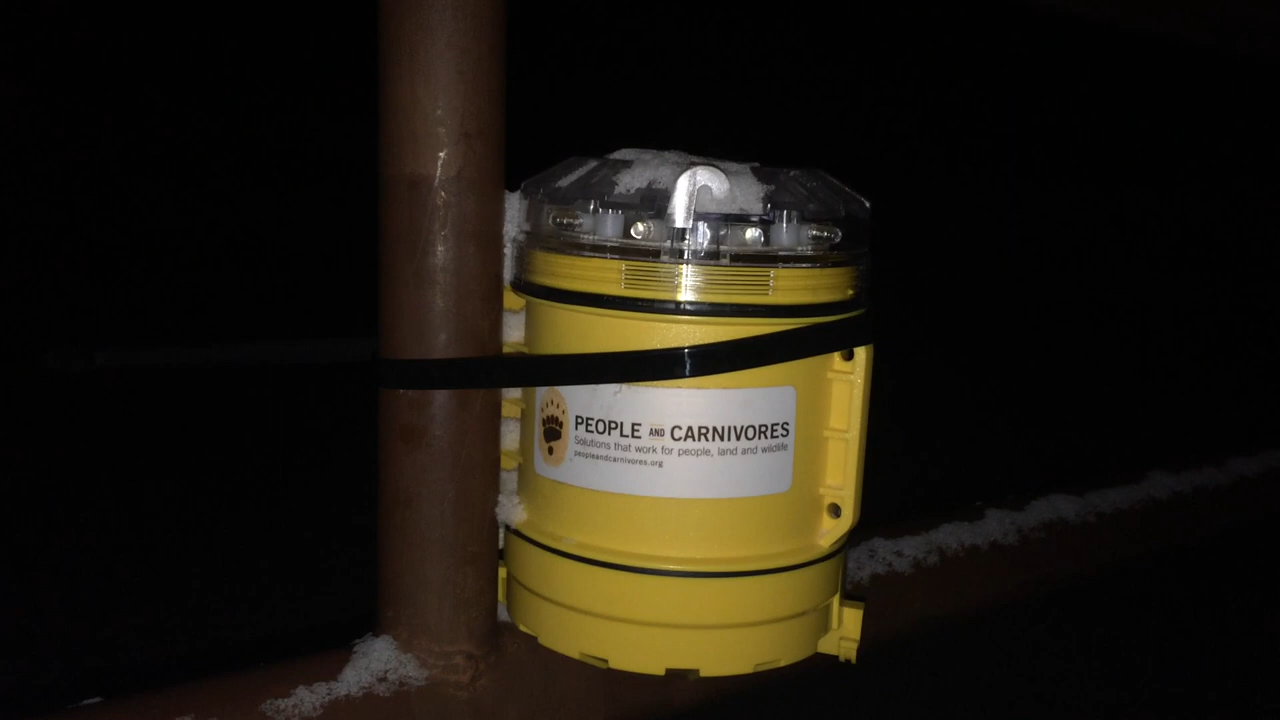 PEOPLE AND CARNIVORES
Solutions that work for people, land and wildlife
peopleandcarnivores.org